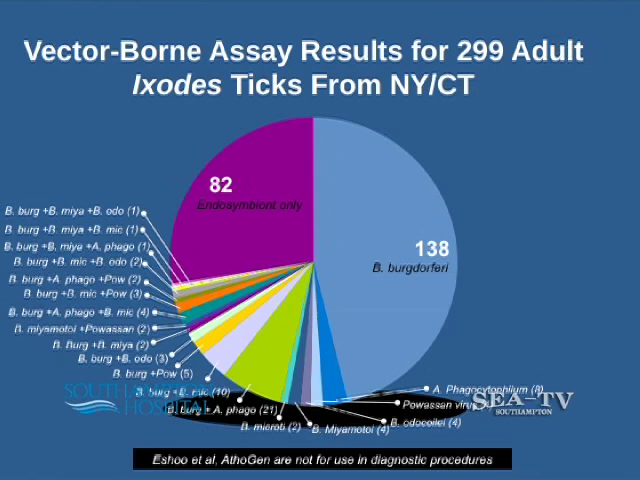 Vector-Borne Assay Results for 299 Adult
Ixodes Ticks From NY/CT
82
Endosymbiont only
138
B. burgdorferi
B. burg +B. miya +B. odo (1)
B. burg +B. miya +B. mic (1)
B. burg +B. miya +A. phago (1)
B. burg +B. mic +B. odo (2)
B. burg +A. phago +Pow (2)
B. burg +B. mic +Pow (3)
B. burg +A. phago +B. mic (4)
B. miyamotoi +Powassan (2)
B. Burg +B. miya (2)
B. burg +B. odo (3)
B. burg +Pow (5)
B. burg +B. mic (10)
B. burg + A. phago (21)
B. microti (2)
B. Miyamotoi (4)
B. odocoilei (4)
Powassan virus
A. Phagocytophilum (8)
SOUTHAMPTON
HOSPITAL
SEA-TV
SOUTHAMPTON
Eshoo et al, AthoGen are not for use in diagnostic procedures